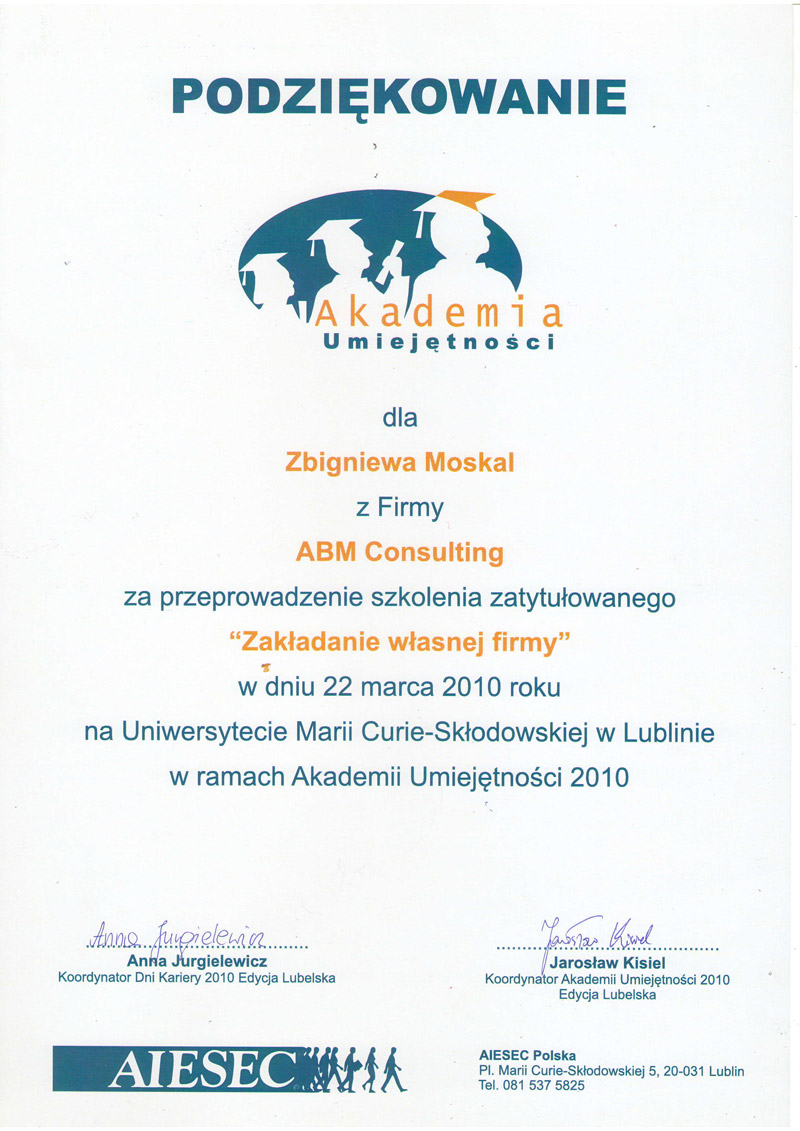 PODZIĘKOWANIE
Akademia
Umiejętności
dla
Zbigniewa Moskal
z Firmy
ABM Consulting
za przeprowadzenie szkolenia zatytułowanego
“Zakładanie własnej firmy”
w dniu 22 marca 2010 roku
na Uniwersytecie Marii Curie-Skłodowskiej w Lublinie
w ramach Akademii Umiejętności 2010
Anna Jurgielewicz
Anna Jurgielewicz
Koordynator Dni Kariery 2010 Edycja Lubelska
Jarosław Kisiel
Jarosław Kisiel
Koordynator Akademii Umiejętności 2010
Edycja Lubelska
AIESEC
AIESEC Polska
Pl. Marii Curie-Skłodowskiej 5, 20-031 Lublin
Tel. 081 537 5825